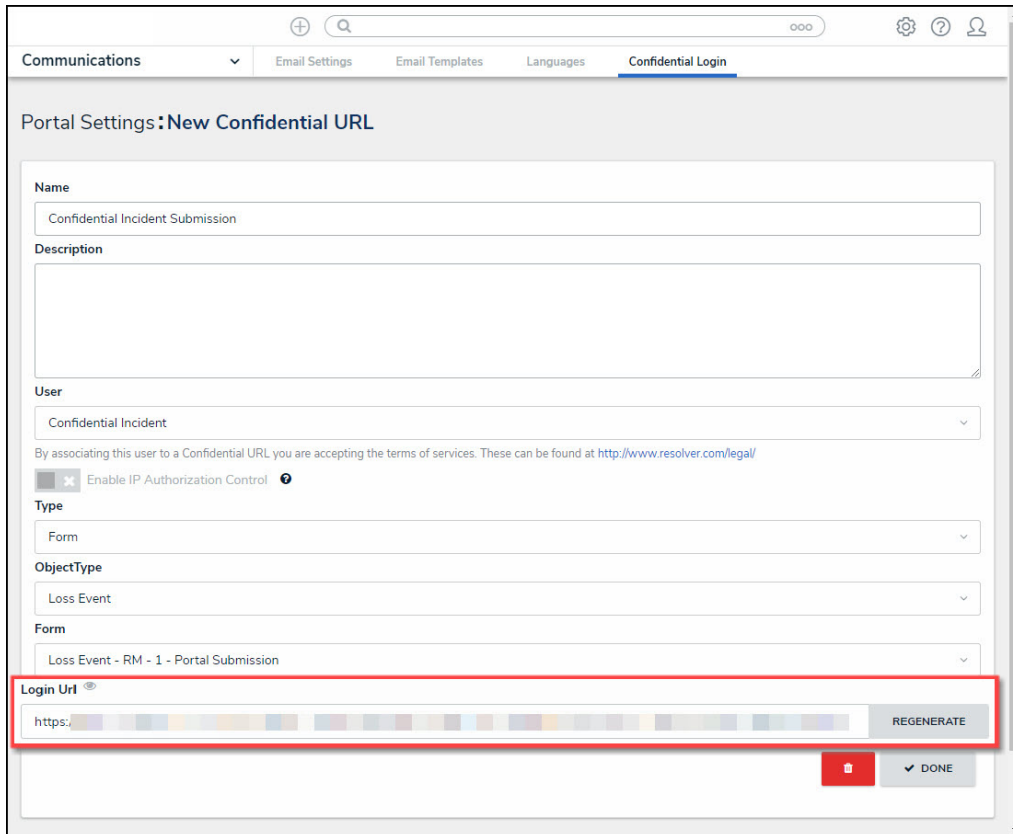 Communications
Email Settings
Email Templates
Languages
Confidential Login
Portal Settings:New Confidential URL
Name
Confidential Incident Submission
Description
User
Confidential Incident
By associating this user to a Confidential URL you are accepting the terms of services. These can be found at http://www.resolver.com/legal/
Enable IP Authorization Control
Type
Form
ObjectType
Loss Event
Form
Loss Event - RM - 1 - Portal Submission
Login Url
https:/
REGENERATE
DONE